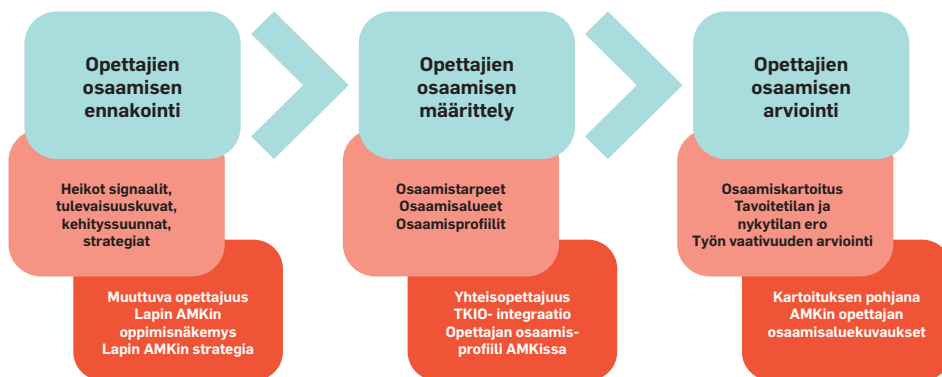 Opettajien
osaamisen
ennakointi
Heikot signaalit,
tulevaisuuskuvat,
kehityssuunnat,
strategiat
Muuttuva opettajuus
Lapin AMKin
oppimisnäkemys
Lapin AMKin strategia
Opettajien
osaamisen
määrittely
Osaamistarpeet
Osaamisalueet
Osaamisprofiilit
Yhteisopettajuus
TKIO- integraatio
Opettajan osaamis-
profiili AMKissa
Opettajien
osaamisen
arviointi
Osaamiskartoitus
Tavoitetilan ja
nykytilan ero
Työn vaativuuden arviointi
Kartoituksen pohjana
AMKin opettajan
osaamisaluekuvaukset